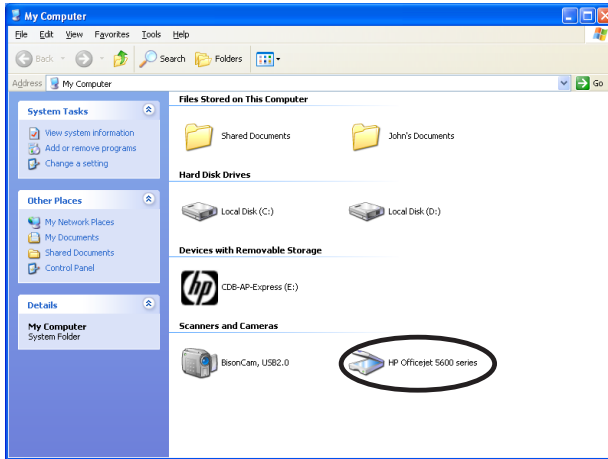 My Computer
File Edit View Favorites Tools Help
Back Search Folders
Address My Computer Go
System Tasks
View system information
Add or remove programs
Change a setting
Other Places
My Network Places
My Documents
Shared Documents
Control Panel
Details
My Computer
System Folder
Files Stored on This Computer
Shared Documents John's Documents
Hard Disk Drives
Local Disk (C:) Local Disk (D:)
Devices with Removable Storage
hp CDB-AP-Express (E:)
Scanners and Cameras
BisonCam, USB2.0 HP Officejet 5600 series